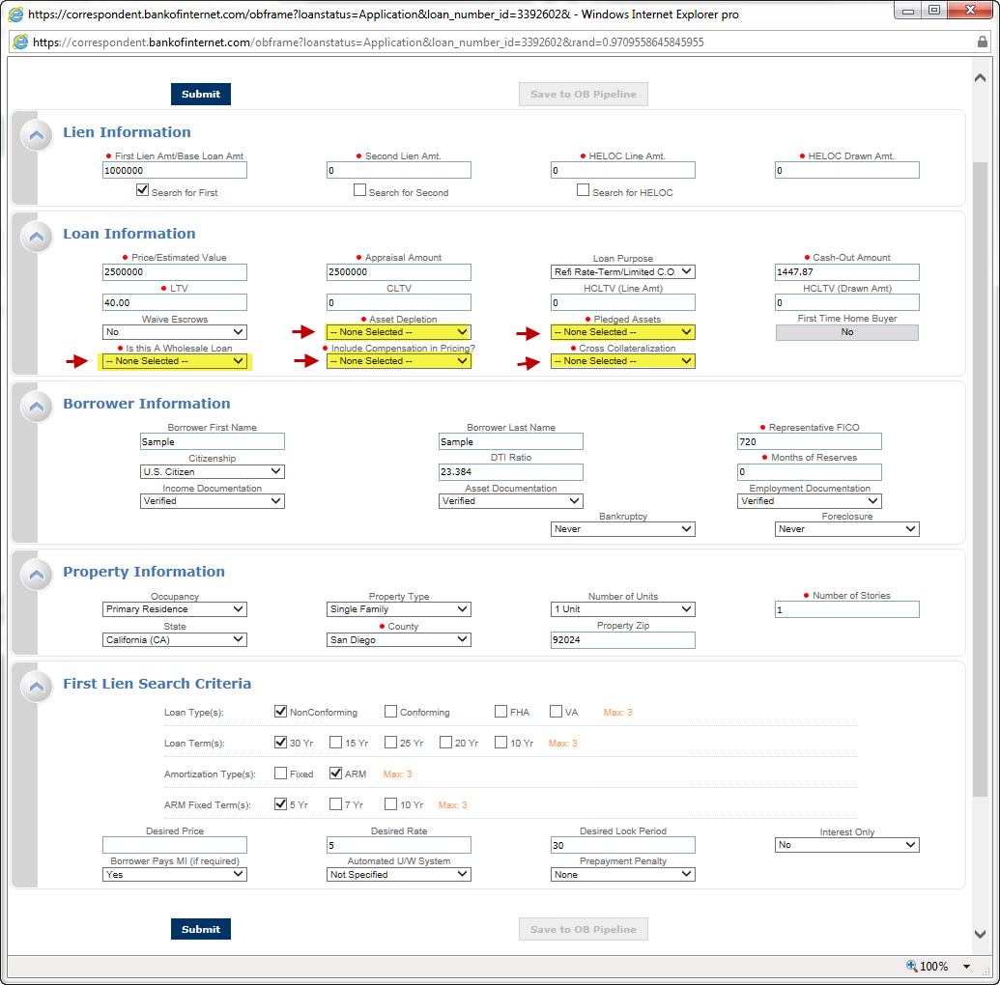 https://correspondent.bankofinternet.com/obframe?loanstatus=Application&loan_number_id=3392602& - Windows Internet Explorer pro
https://correspondent.bankofinternet.com/obframe?loanstatus=Application&loan_number_id=3392602&rand=0.9709558645845955
Submit Save to OB Pipeline
Lien Information
First Lien Amt/Base Loan Amt Second Lien Amt. HELOC Line Amt. HELOC Drawn Amt.
1000000 0 0 0
Search for First Search for Second Search for HELOC
Loan Information
Price/Estimated Value Appraisal Amount Loan Purpose Cash-Out Amount
2500000 2500000 Refi Rate-Term/Limited C.O. 1447.87
LTV CLTV HCLTV (Line Amt) HCLTV (Drawn Amt)
40.00 0 0 0
Waive Escrows Asset Depletion Pledged Assets First Time Home Buyer
No -- None Selected -- -- None Selected -- No
Is this A Wholesale Loan Include Compensation in Pricing? Cross Collateralization
-- None Selected -- -- None Selected -- -- None Selected --
Borrower Information
Borrower First Name Borrower Last Name Representative FICO
Sample Sample 720
Citizenship DTI Ratio Months of Reserves
U.S. Citizen 23.384 0
Income Documentation Asset Documentation Employment Documentation
Verified Verified Verified
Bankruptcy Foreclosure
Never Never
Property Information
Occupancy Property Type Number of Units Number of Stories
Primary Residence Single Family 1 Unit 1
State County Property Zip
California (CA) San Diego 92024
First Lien Search Criteria
Loan Type(s): NonConforming Conforming FHA VA Max: 3
Loan Term(s): 30 Yr 15 Yr 25 Yr 20 Yr 10 Yr Max: 3
Amortization Type(s): Fixed ARM Max: 3
ARM Fixed Term(s): 5 Yr 7 Yr 10 Yr Max: 3
Desired Price Desired Rate Desired Lock Period Interest Only
5 30 No
Borrower Pays MI (if required) Automated U/W System Prepayment Penalty
Yes Not Specified None
Submit Save to OB Pipeline
100%